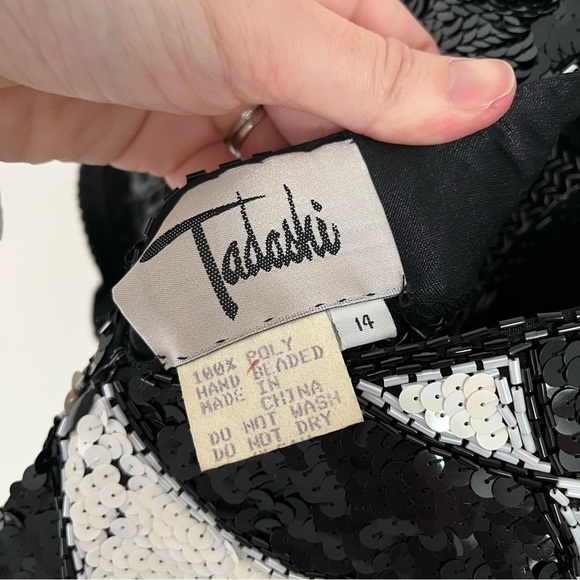 Tadashi
14
100% POLY
HAND BEADED
MADE IN
CHINA
DO NOT WASH
DO NOT DRY